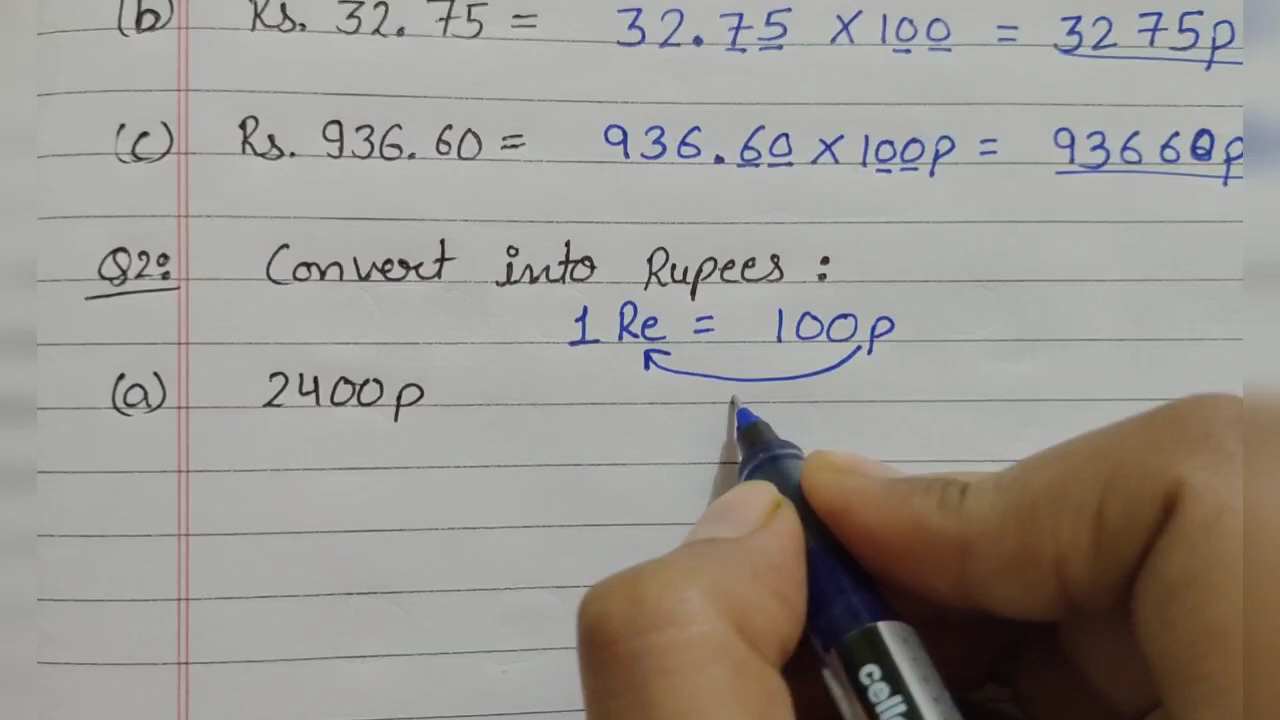 (b) Rs. 32.75 = 32.75 X 100 = 3275p
(c) Rs. 936.60 = 936.60 X 100p = 93660p
Q2: Convert into Rupees :
1 Re = 100p
(a) 2400p
cello